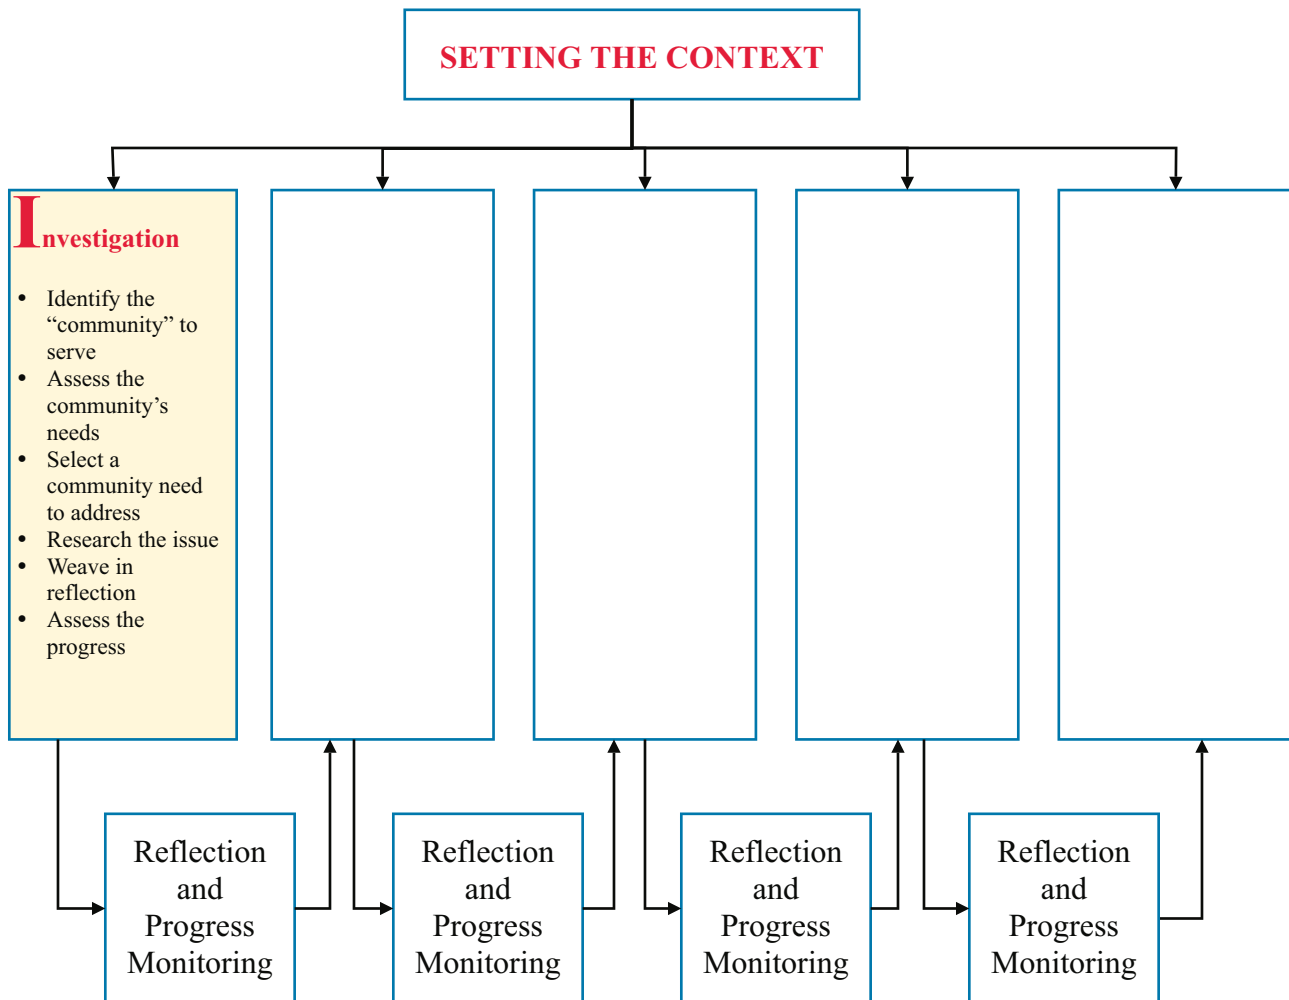 SETTING THE CONTEXT
Investigation
• Identify the
“community” to
serve
• Assess the
community’s
needs
• Select a
community need
to address
• Research the issue
• Weave in
reflection
• Assess the
progress
Reflection
and
Progress
Monitoring
Reflection
and
Progress
Monitoring
Reflection
and
Progress
Monitoring
Reflection
and
Progress
Monitoring